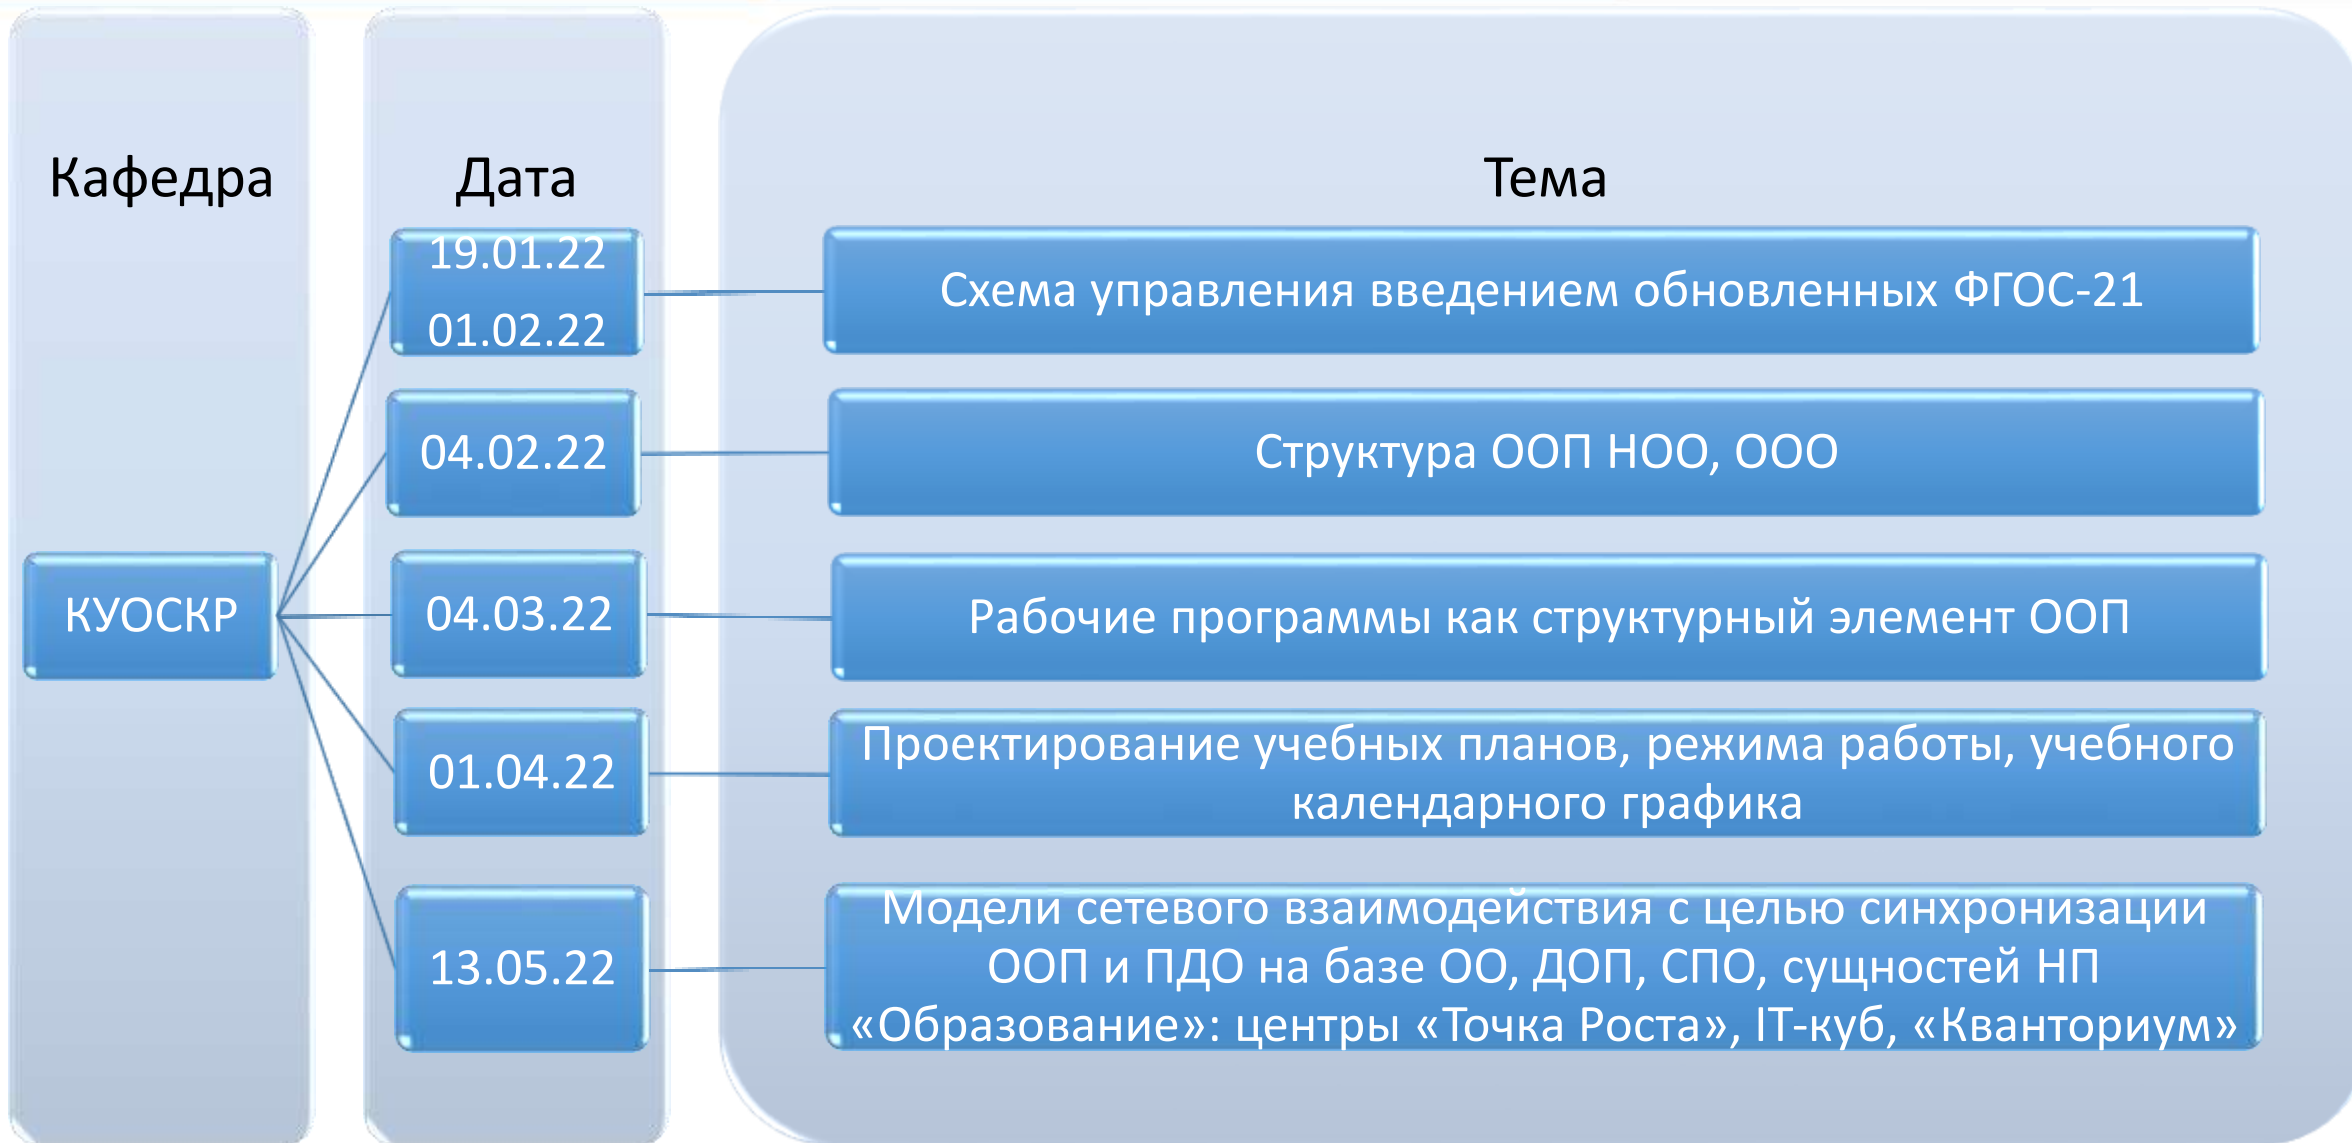 Кафедра
Дата
Тема
КУОСКР
19.01.22
01.02.22
Схема управления введением обновленных ФГОС-21
04.02.22
Структура ООП НОО, ООО
04.03.22
Рабочие программы как структурный элемент ООП
01.04.22
Проектирование учебных планов, режима работы, учебного
календарного графика
13.05.22
Модели сетевого взаимодействия с целью синхронизации
ООП и ПДО на базе ОО, ДОП, СПО, сущностей НП
«Образование»: центры «Точка Роста», IT-куб, «Кванториум»